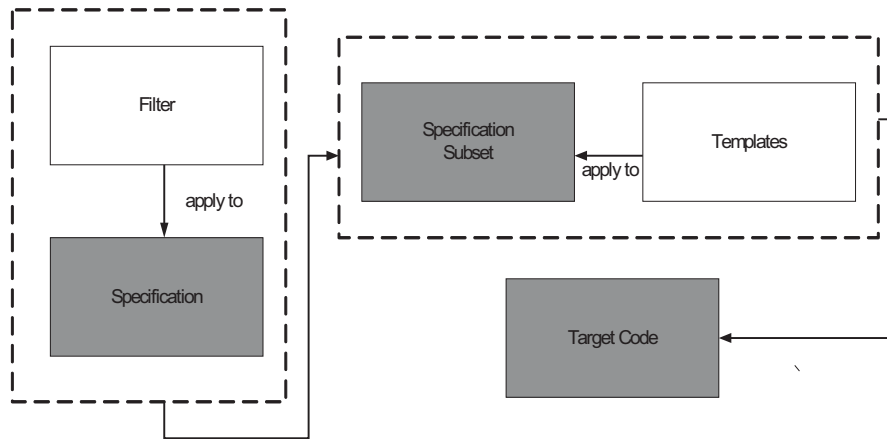 Filter
apply to
Specification
Specification
Subset
apply to
Templates
Target Code